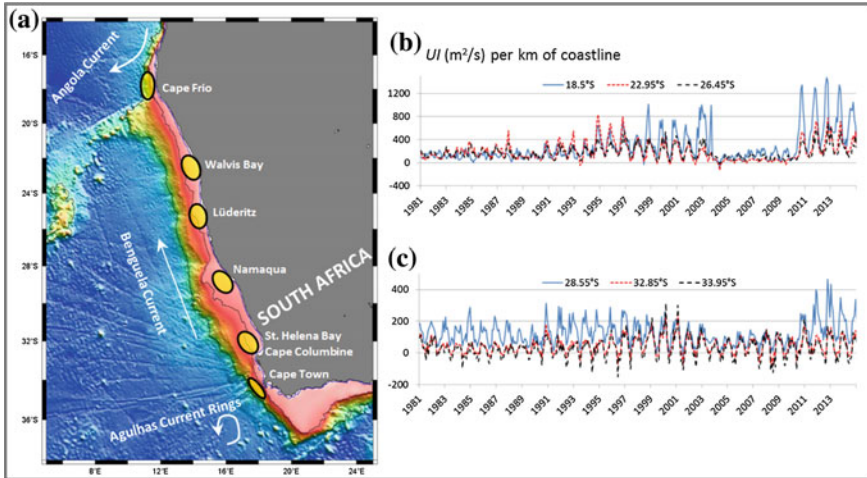 (a)
16°S
20°S
24°S
28°S
32°S
36°S
8°E 12°E 16°E 20°E 24°E
Angola Current
Cape Frio
Walvis Bay
Lüderitz
Namaqua
SOUTH AFRICA
Benguela Current
St. Helena Bay
Cape Columbine
Cape Town
Agulhas Current Rings
(b) UI (m²/s) per km of coastline
18.5°S 22.95°S 26.45°S
1200
800
400
0
-400
1981 1983 1985 1987 1989 1991 1993 1995 1997 1999 2001 2003 2005 2007 2009 2011 2013
(c)
28.55°S 32.85°S 33.95°S
400
200
0
-200
1981 1983 1985 1987 1989 1991 1993 1995 1997 1999 2001 2003 2005 2007 2009 2011 2013